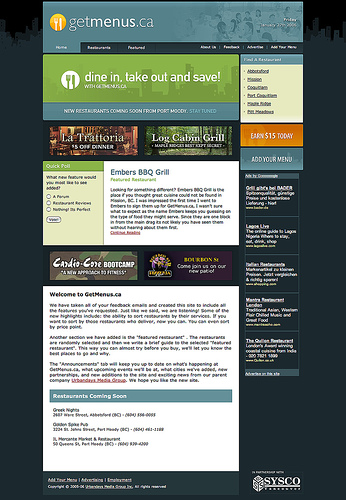 getmenus.ca
Friday
Home
Restaurants
Featured
About Us | Feedback | Advertise | Add Your Menu
dine in, take out and save!
WITH GETMENUS.CA
NEW RESTAURANTS COMING SOON FROM PORT MOODY, STAY TUNED
Find A Restaurant
Abbotsford
Mission
Coquitlam
Port Coquitlam
Maple Ridge
Pitt Meadows
EARN $15 TODAY
ADD YOUR MENU
La Trattoria
$5 OFF DINNER
Log Cabin Grill
MAPLE RIDGES BEST KEPT SECRET
Quick Poll
What new feature would you most like to see added?
A Forum
Restaurant Reviews
Nothing! Its Perfect
Vote!
Embers BBQ Grill
Featured Restaurant
Looking for something different? Embers BBQ Grill is the
place if you thought great cuisine could not be found in
Mission, BC. I was impressed the first time I went to
Embers to sign them up for GetMenus.ca, I wasn't sure
what to expect as the name Embers keeps you guessing on
the type of food they might serve. Since they are one block
in from the main drag its not likely you have seen them
without hearing about them first.
Continue Reading
Cardio-Core BOOTCAMP
"A NEW APPROACH TO FITNESS"
BOURBON St
Come join us on our
new patio!
Ads by Goooooogle
Grill gibt's bei BADER
Spitzenqualität, günstige
Preise und kostenlose
Lieferung - hier!
www.bader.de
Lagos Live
The online guide to Lagos
Nigeria Where to stay,
eat, drink, shop
www.lagoslive.com
Italian Restaurants
Markenartikel zu kleinen
Preisen. Jetzt vergleichen
& richtig sparen!
www.shopping.com
Mantra Restaurant
London
Traditional Asian, Western
Flair Chilled Music and
Great Food
www.mantraoflo.com
The Quilon Restaurant
London's Award winning
coastal cuisine from India
- 020 7821 1899
www.Quilon.co.uk
Advertise on this site
Welcome to GetMenus.ca
We have taken all of your feedback emails and created this site to include all
the features you've requested. Just like we said, we are listening! Some of the
new highlights include: the ability to sort restaurants by their services. If you
want to sort by those restaurants who deliver, now you can. You can even sort
by price point.
Another section we have added is the "featured restaurant". The restaurants
are randomly selected and then we write a brief guide to the selected "featured
restaurant". This way you can almost try before you buy, we'll let you know the
best places to go and why.
The "Announcements" tab will keep you up to date on what's happening at
GetMenus.ca, what upcoming events we'll be at, what cities we've added, new
partnerships, and new additions to the site and exciting news from our parent
company Urbandays Media Group. We hope you like the new site.
Restaurants Coming Soon
Greek Nights
2657 Ware Street, Abbotsford (BC) - (604) 556-0053
Golden Spike Pub
2224 St. Johns Street, Port Moody (BC) - (604) 461-1188
IL Mercante Market & Restaurant
50 Queens St, Port Moody (BC) - (604) 939-4200
Add Your Menu | Advertising | Employment
Copyright © 2005-06 Urbandays Media Group Inc. All rights reserved
IN PARTNERSHIP WITH
SYSCO